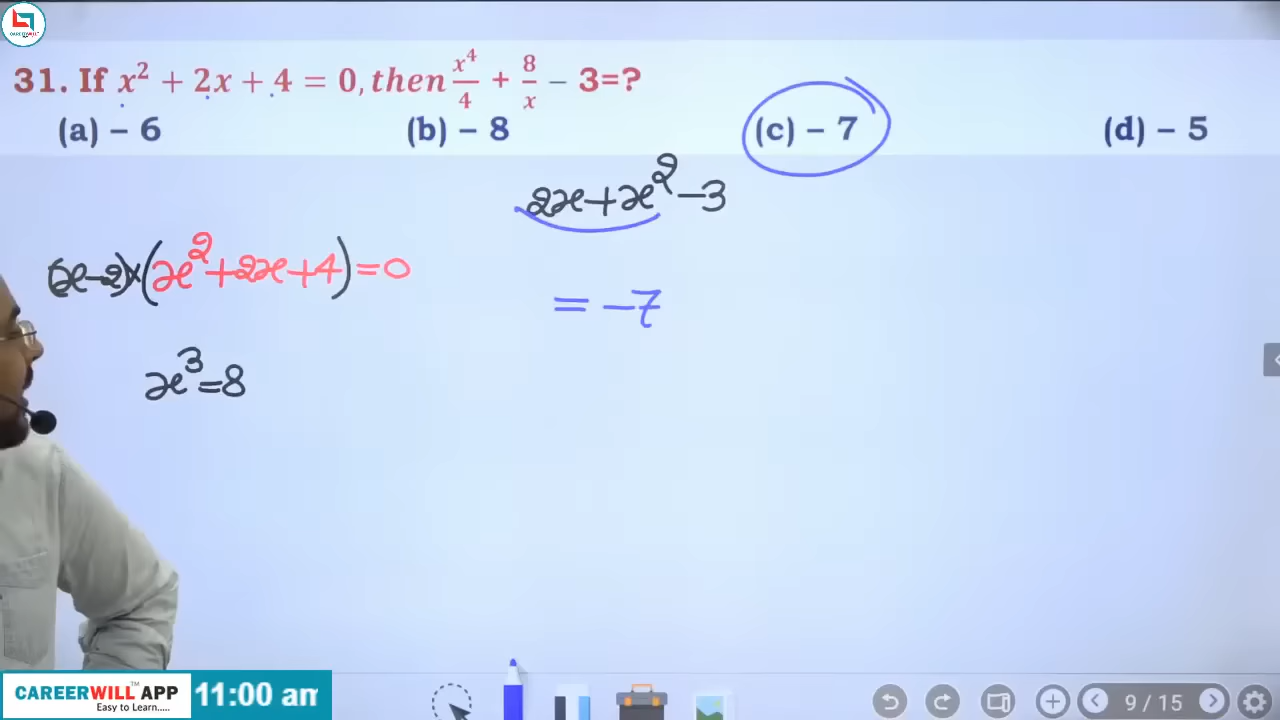 CAREERWILL
31. If x² + 2x + 4 = 0, then x⁴/4 + 8/x − 3=?
(a) – 6 (b) – 8 (c) – 7 (d) – 5
2x+x²−3
(x−2)×(x²+2x+4)=0
= −7
x³=8
CAREERWILL APP
Easy to Learn.....
11:00 am
9 / 15